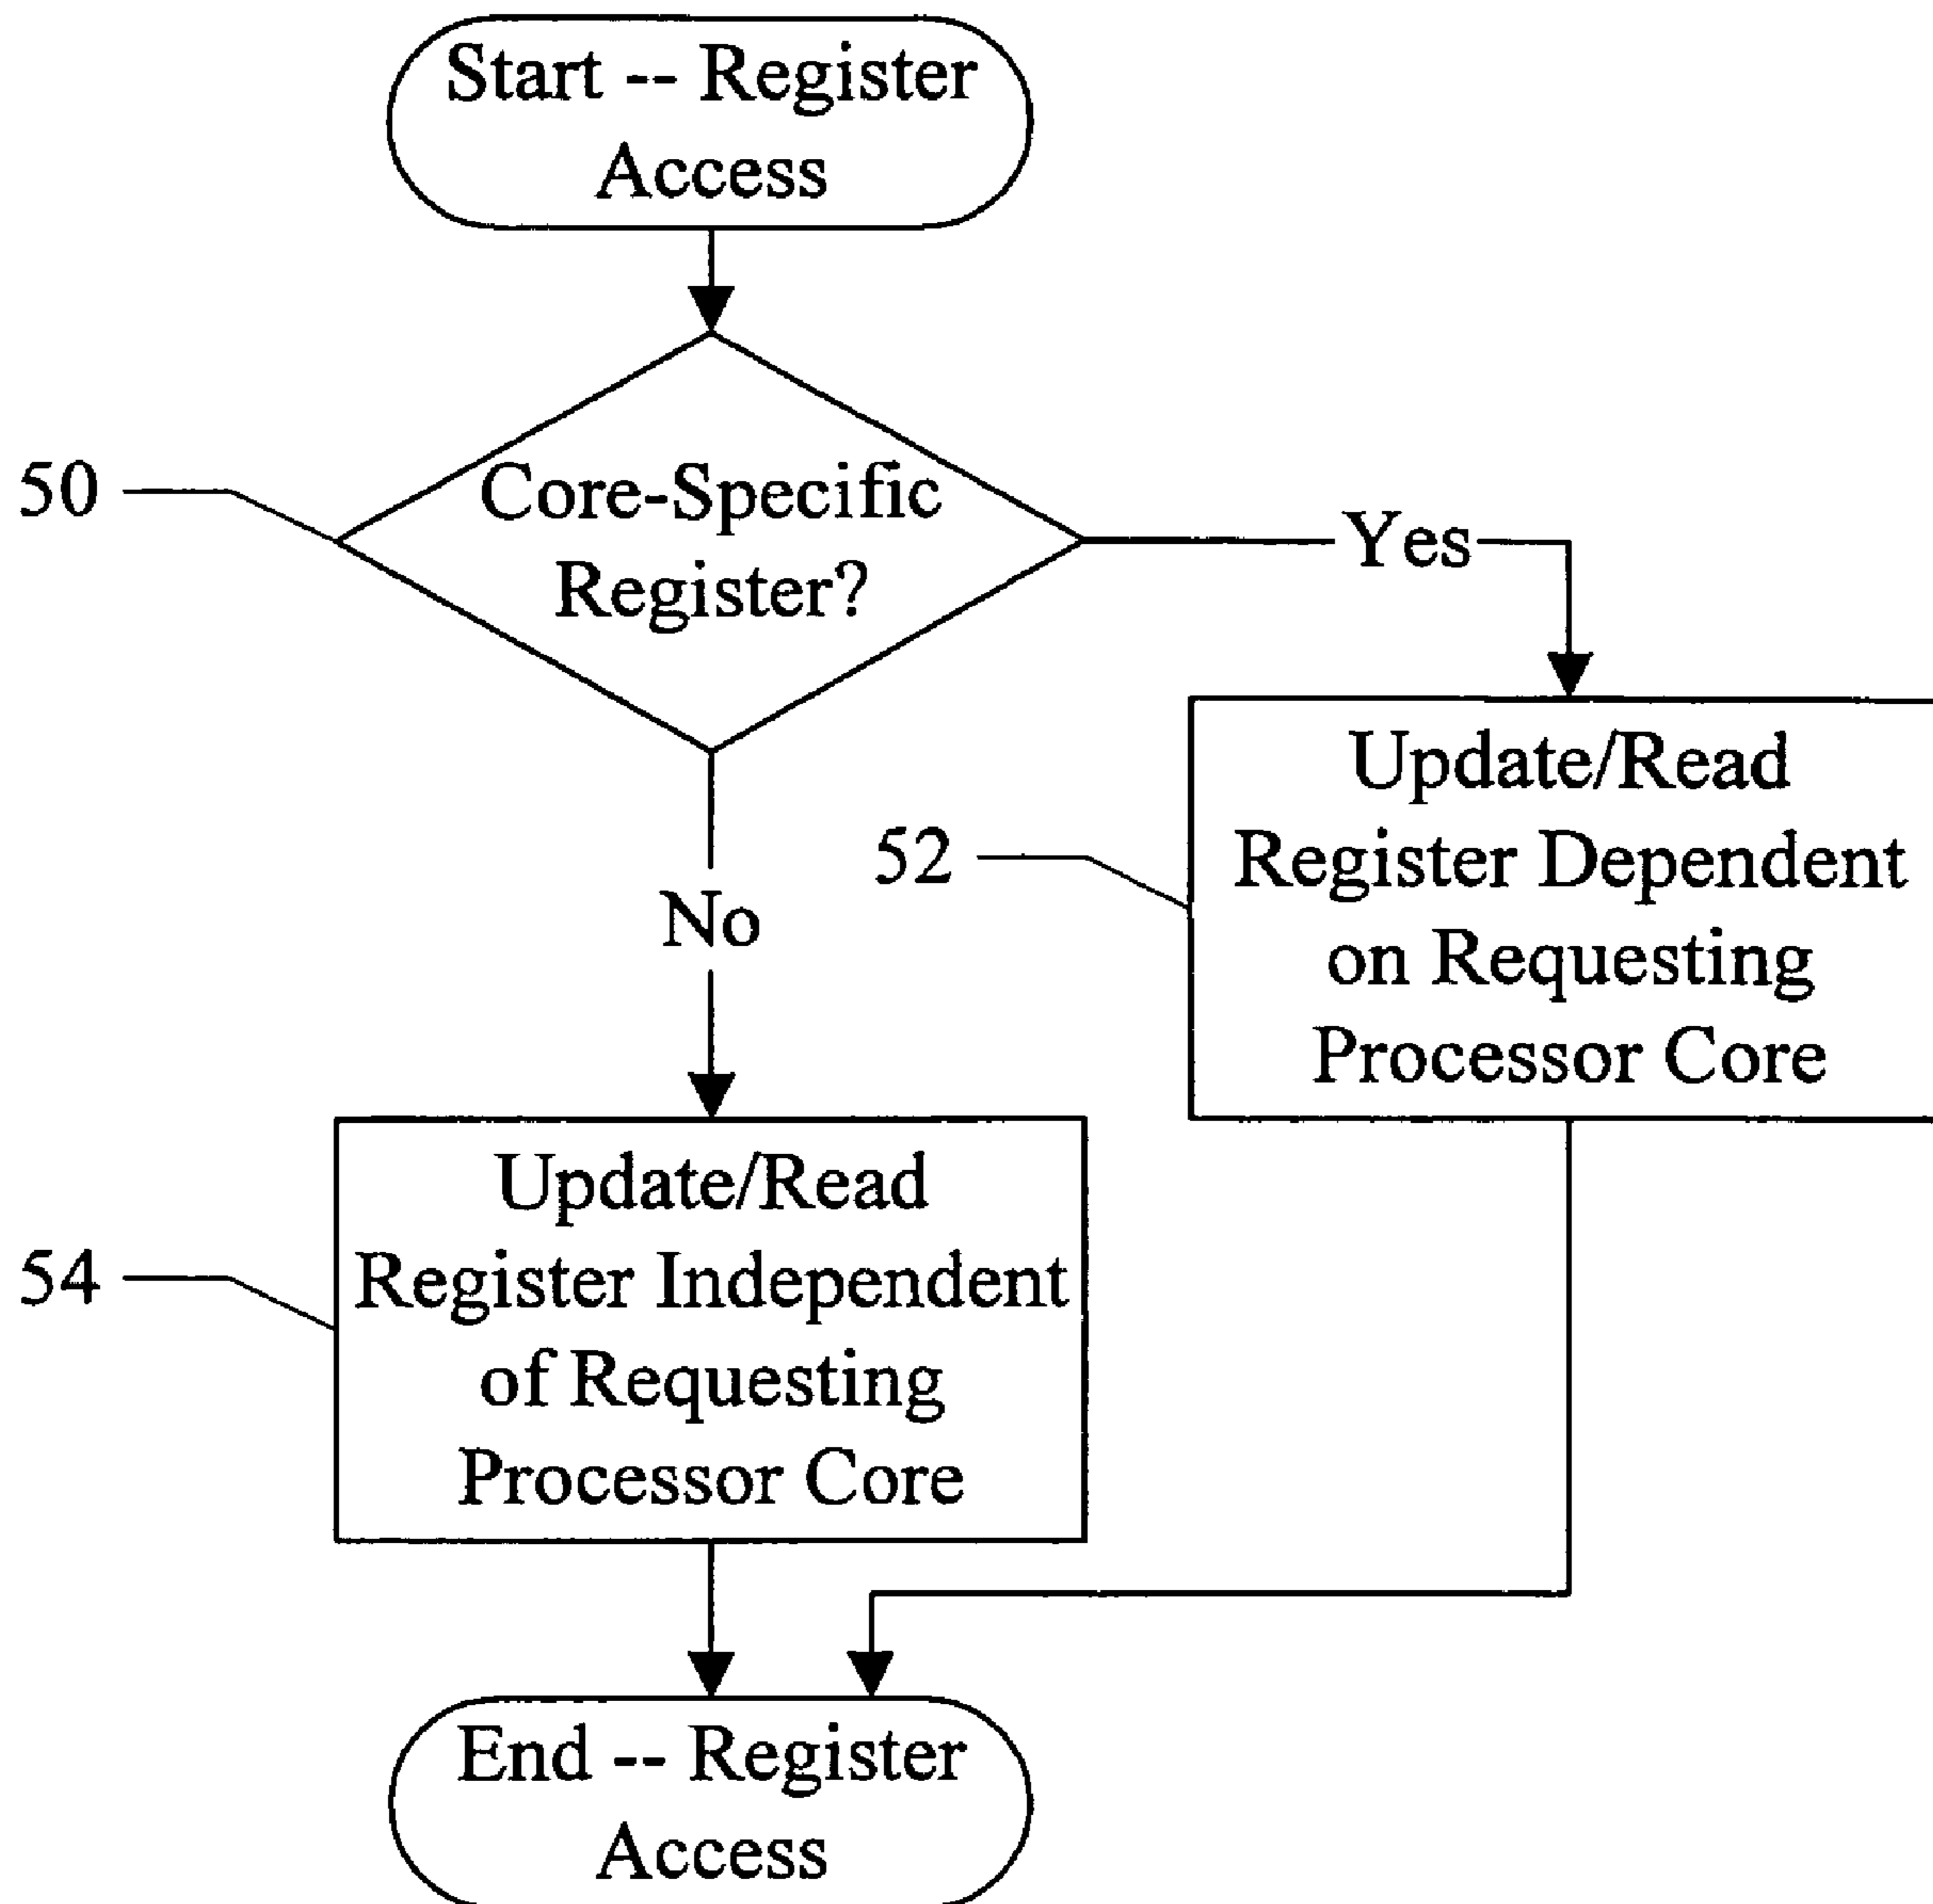 Start -- Register
Access
50
Core-Specific
Register?
Yes
Update/Read
Register Dependent
on Requesting
Processor Core
52
No
Update/Read
Register Independent
of Requesting
Processor Core
54
End -- Register
Access